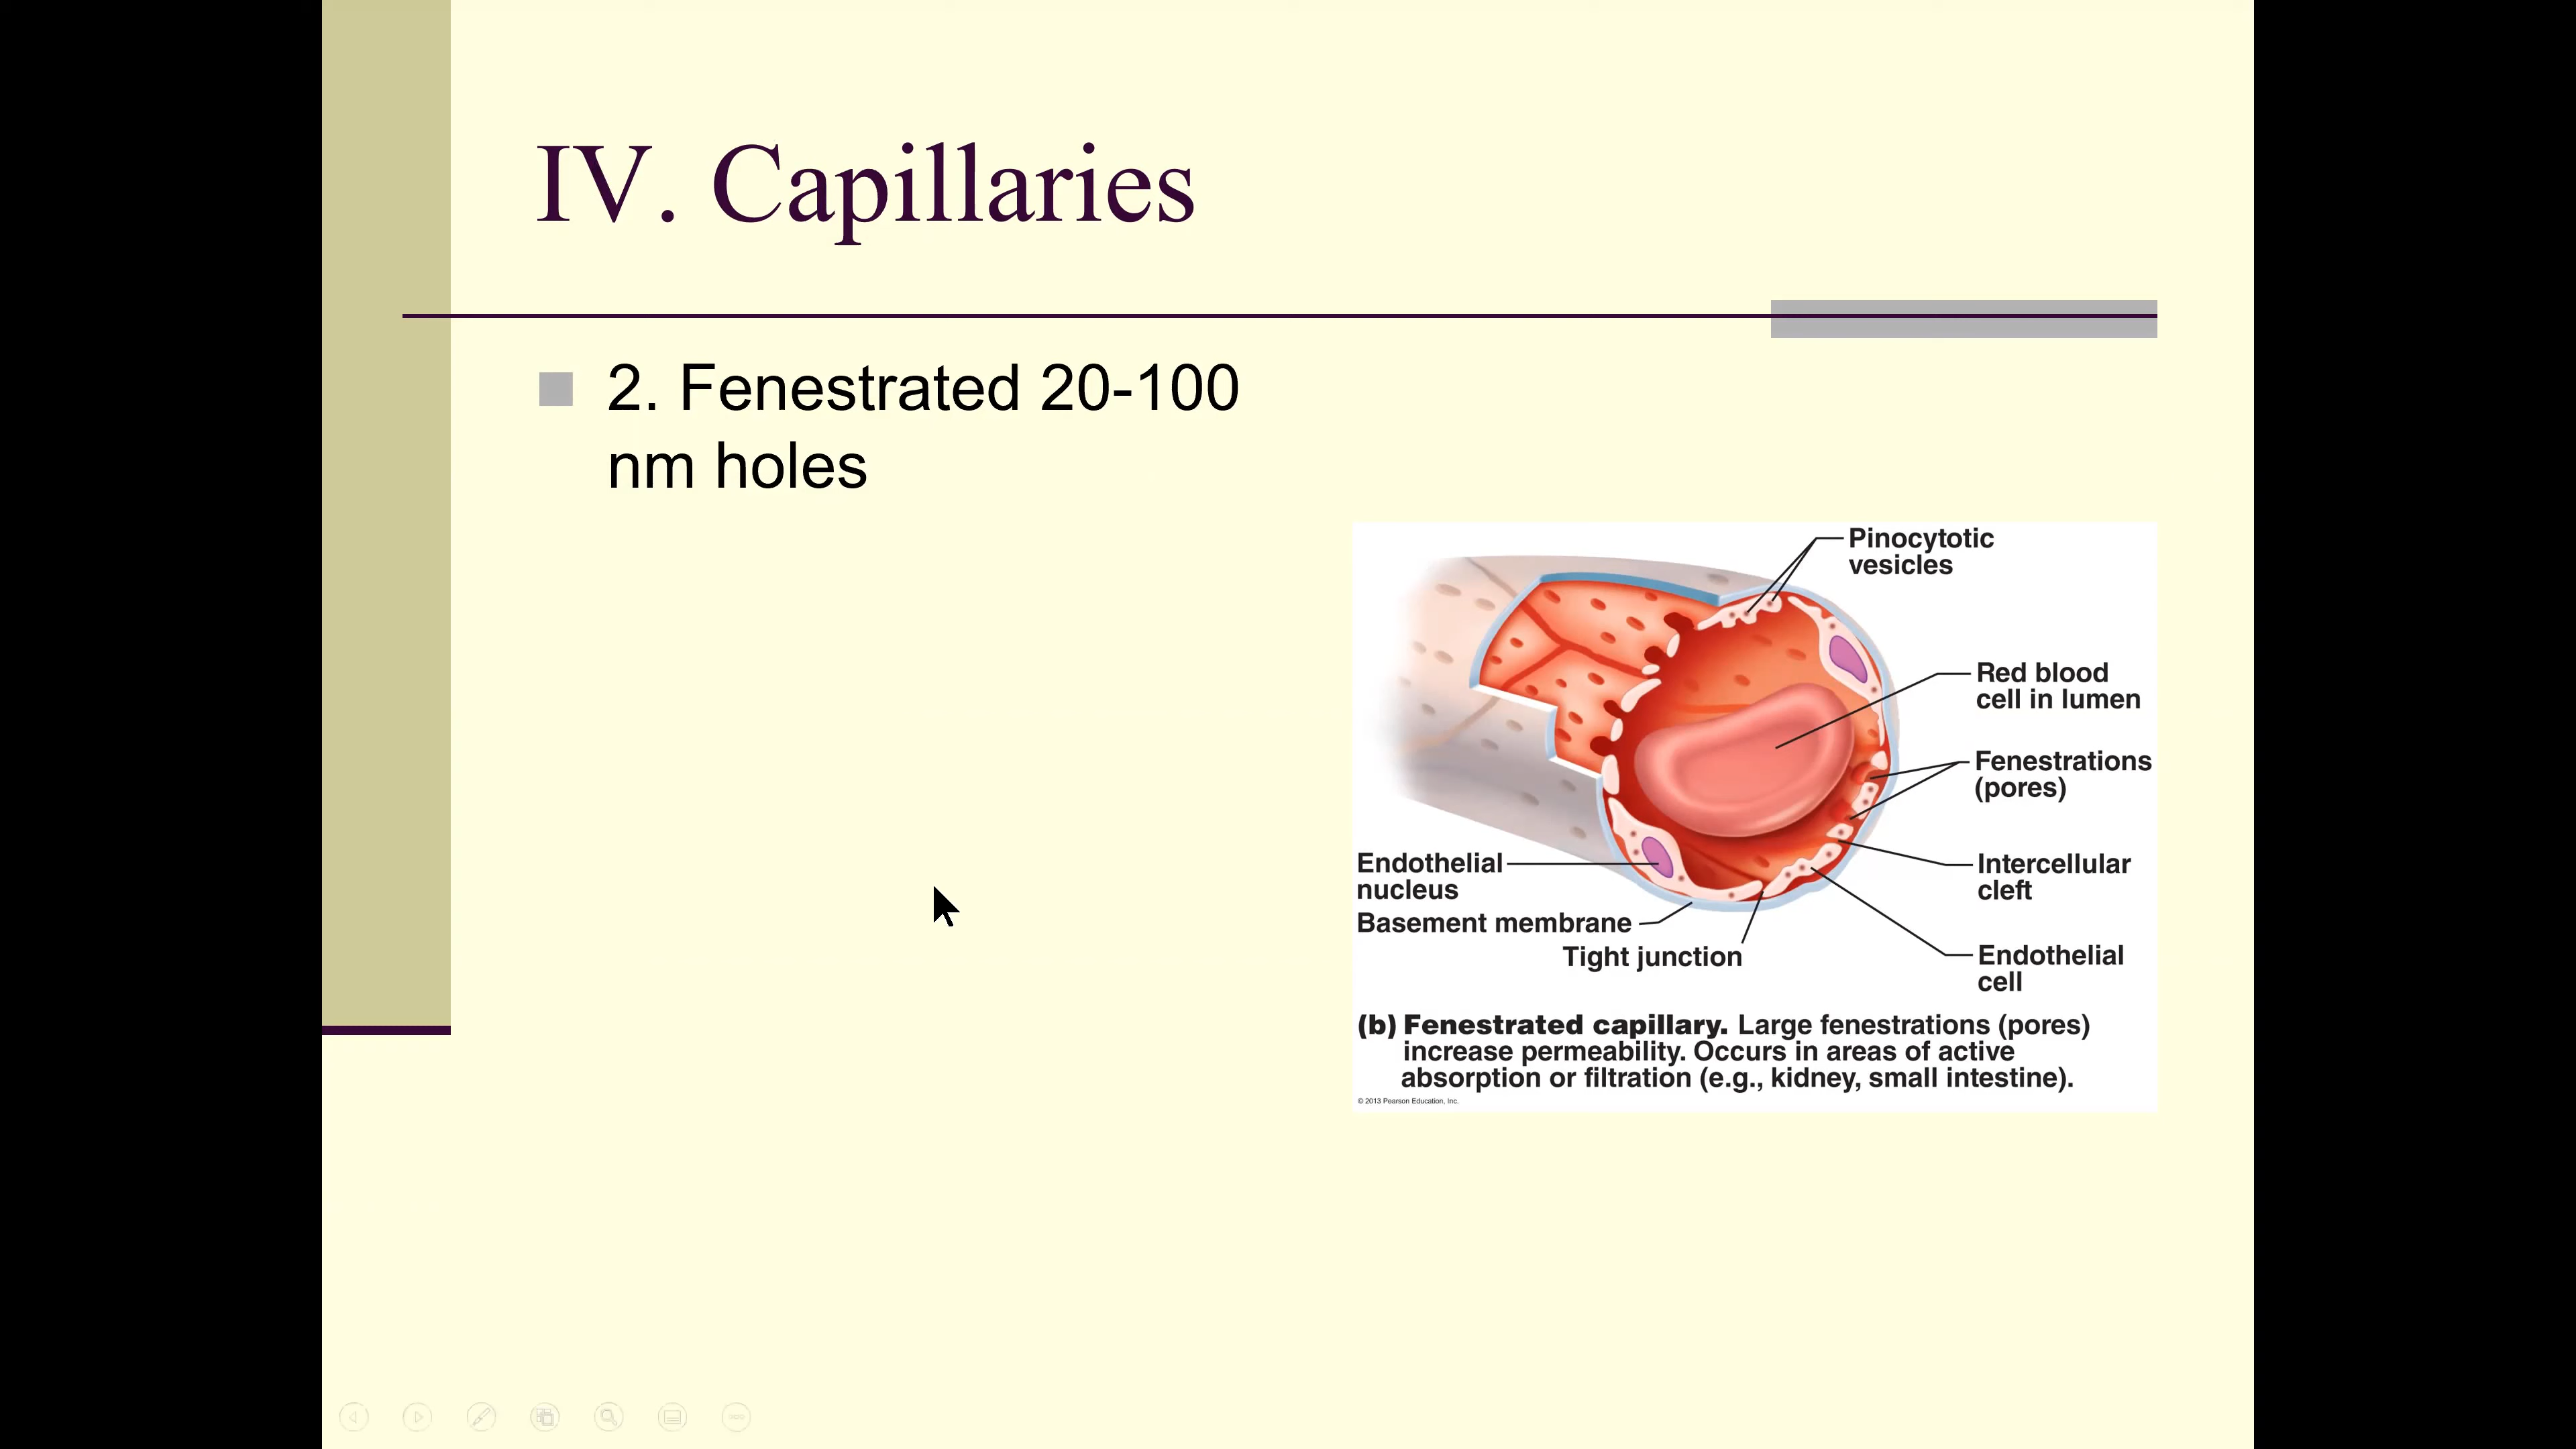 IV. Capillaries
2. Fenestrated 20-100
nm holes
Pinocytotic
vesicles
Red blood
cell in lumen
Fenestrations
(pores)
Intercellular
cleft
Endothelial
cell
Endothelial
nucleus
Basement membrane
Tight junction
(b) Fenestrated capillary. Large fenestrations (pores)
increase permeability. Occurs in areas of active
absorption or filtration (e.g., kidney, small intestine).
© 2013 Pearson Education, Inc.